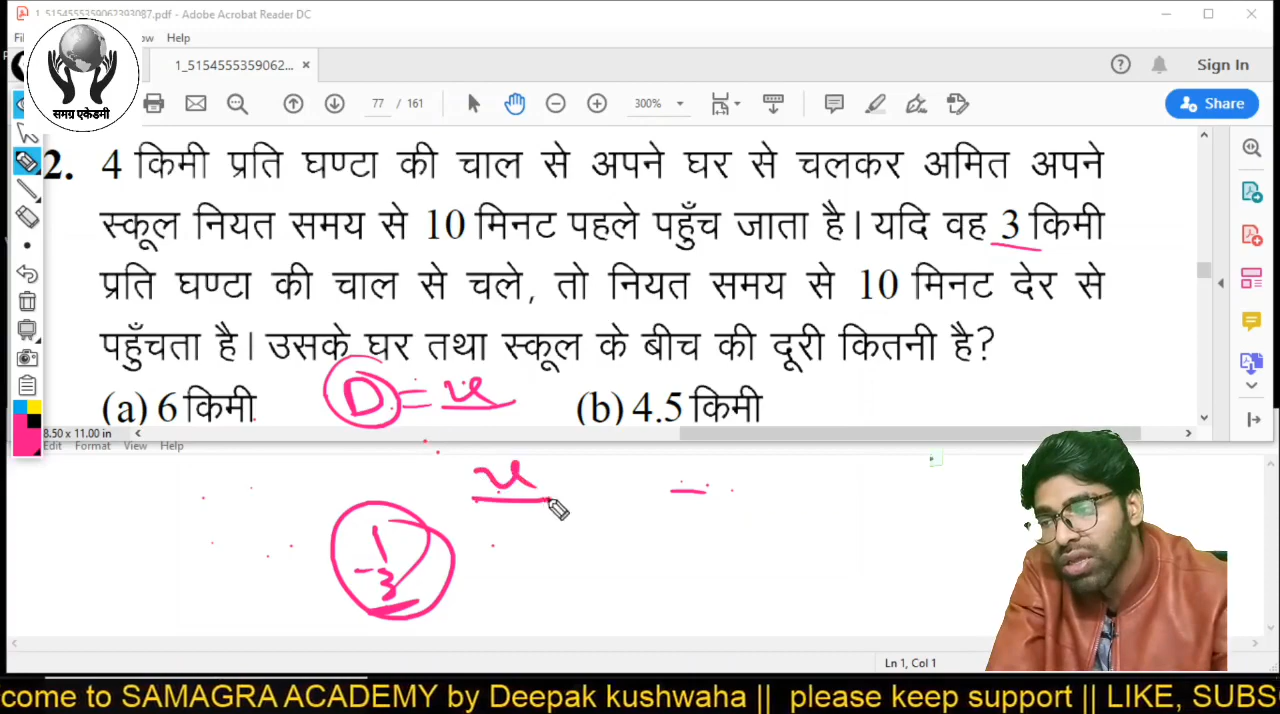 1_5154555359062393087.pdf - Adobe Acrobat Reader DC
Help
समग्र एकेडमी
1_5154555359062... ×
77 / 161
300%
Sign In
Share
2. 4 किमी प्रति घण्टा की चाल से अपने घर से चलकर अमित अपने
स्कूल नियत समय से 10 मिनट पहले पहुँच जाता है। यदि वह 3 किमी
प्रति घण्टा की चाल से चले, तो नियत समय से 10 मिनट देर से
पहुँचता है। उसके घर तथा स्कूल के बीच की दूरी कितनी है?
(a) 6 किमी (b) 4.5 किमी
D = x
8.50 x 11.00 in
Edit Format View Help
x
1
3
Ln 1, Col 1
come to SAMAGRA ACADEMY by Deepak kushwaha || please keep support || LIKE, SUBS